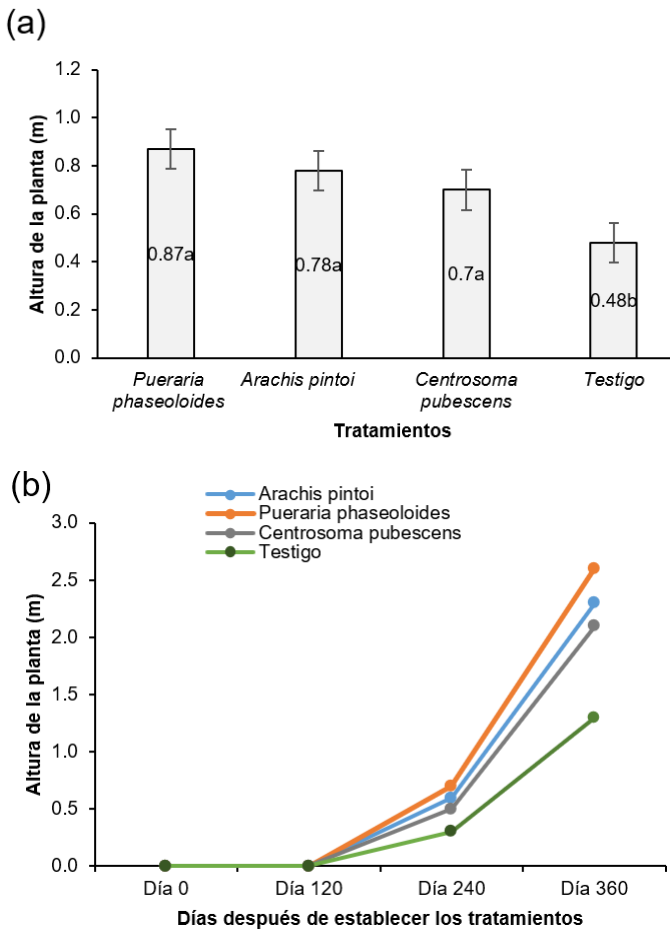 (a)
Altura de la planta (m)
1.2
1.0
0.8
0.6
0.4
0.2
0.0
0.87a
0.78a
0.7a
0.48b
Pueraria phaseoloides
Arachis pintoi
Centrosoma pubescens
Testigo
Tratamientos
(b)
Arachis pintoi
Pueraria phaseoloides
Centrosoma pubescens
Testigo
Altura de la planta (m)
3.0
2.5
2.0
1.5
1.0
0.5
0.0
Día 0
Día 120
Día 240
Día 360
Días después de establecer los tratamientos